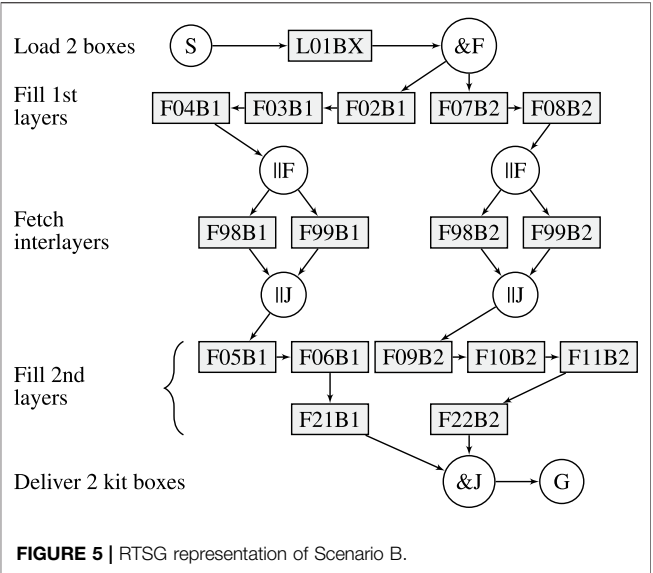 Load 2 boxes S L01BX &F
Fill 1st
layers F04B1 F03B1 F02B1 F07B2 F08B2
||F ||F
Fetch
interlayers F98B1 F99B1 F98B2 F99B2
||J ||J
F05B1 F06B1 F09B2 F10B2 F11B2
Fill 2nd
layers F21B1 F22B2
Deliver 2 kit boxes &J G
FIGURE 5 | RTSG representation of Scenario B.